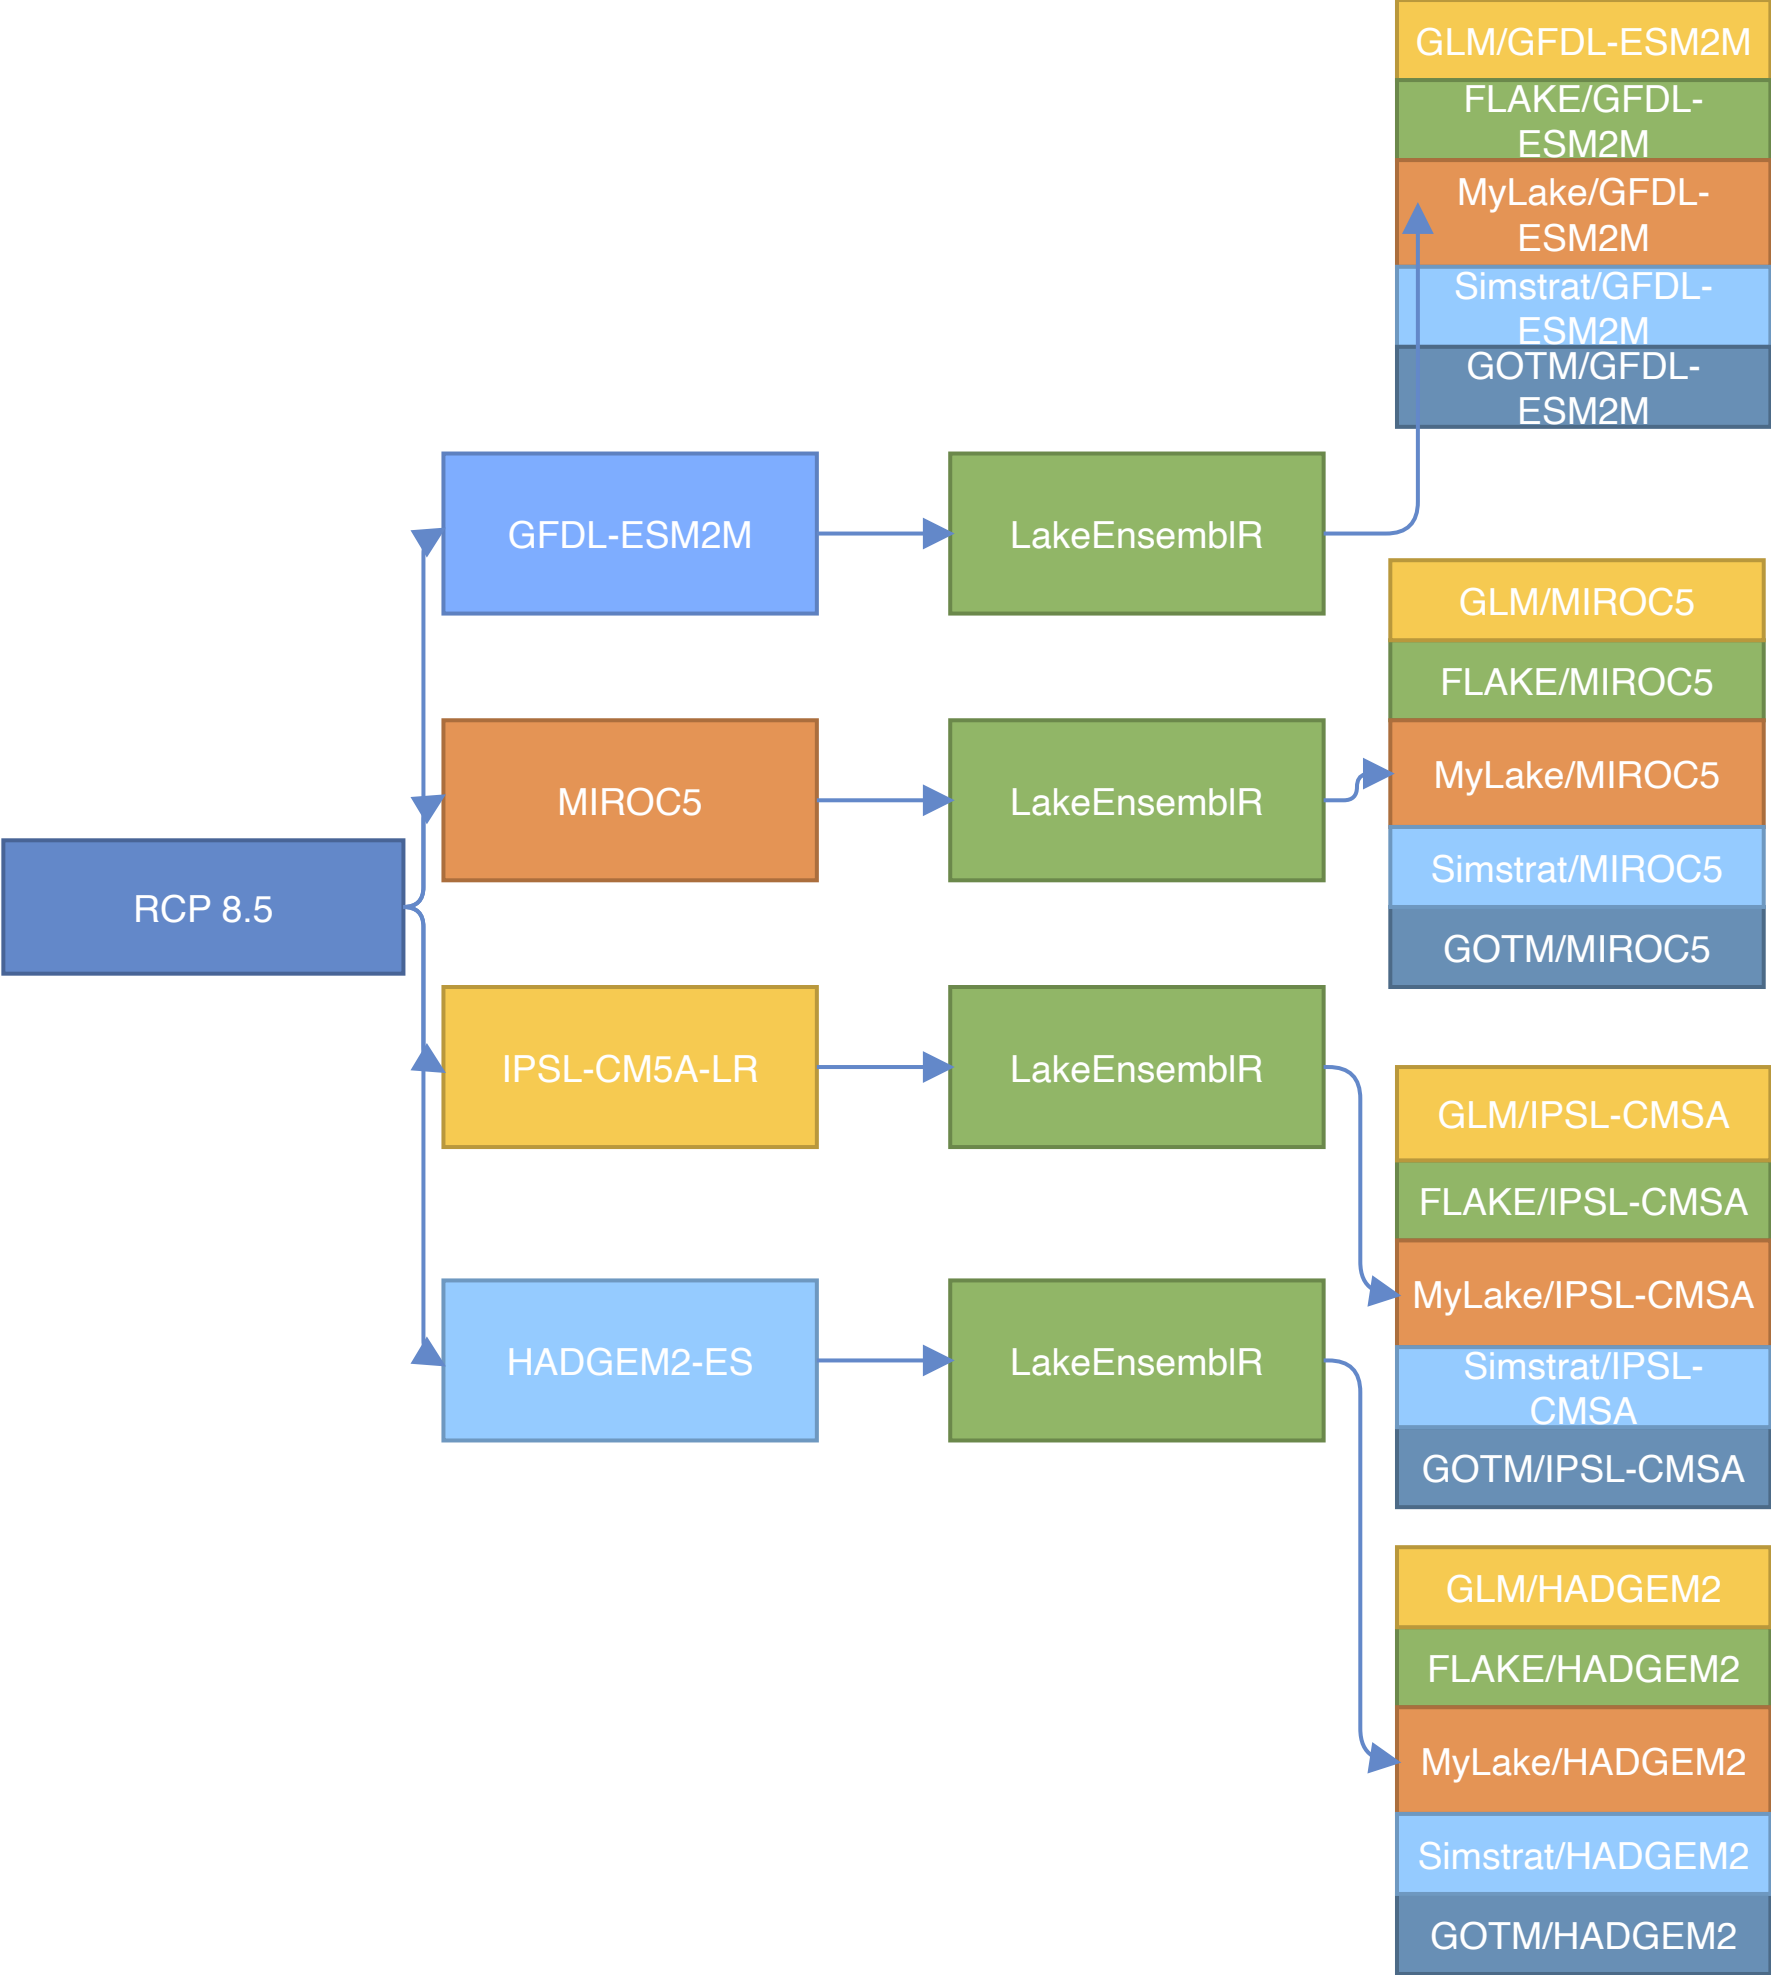 RCP 8.5
GFDL-ESM2M
MIROC5
IPSL-CM5A-LR
HADGEM2-ES
LakeEnsemblR
LakeEnsemblR
LakeEnsemblR
LakeEnsemblR
GLM/GFDL-ESM2M
FLAKE/GFDL-
ESM2M
MyLake/GFDL-
ESM2M
Simstrat/GFDL-
ESM2M
GOTM/GFDL-
ESM2M
GLM/MIROC5
FLAKE/MIROC5
MyLake/MIROC5
Simstrat/MIROC5
GOTM/MIROC5
GLM/IPSL-CMSA
FLAKE/IPSL-CMSA
MyLake/IPSL-CMSA
Simstrat/IPSL-
CMSA
GOTM/IPSL-CMSA
GLM/HADGEM2
FLAKE/HADGEM2
MyLake/HADGEM2
Simstrat/HADGEM2
GOTM/HADGEM2